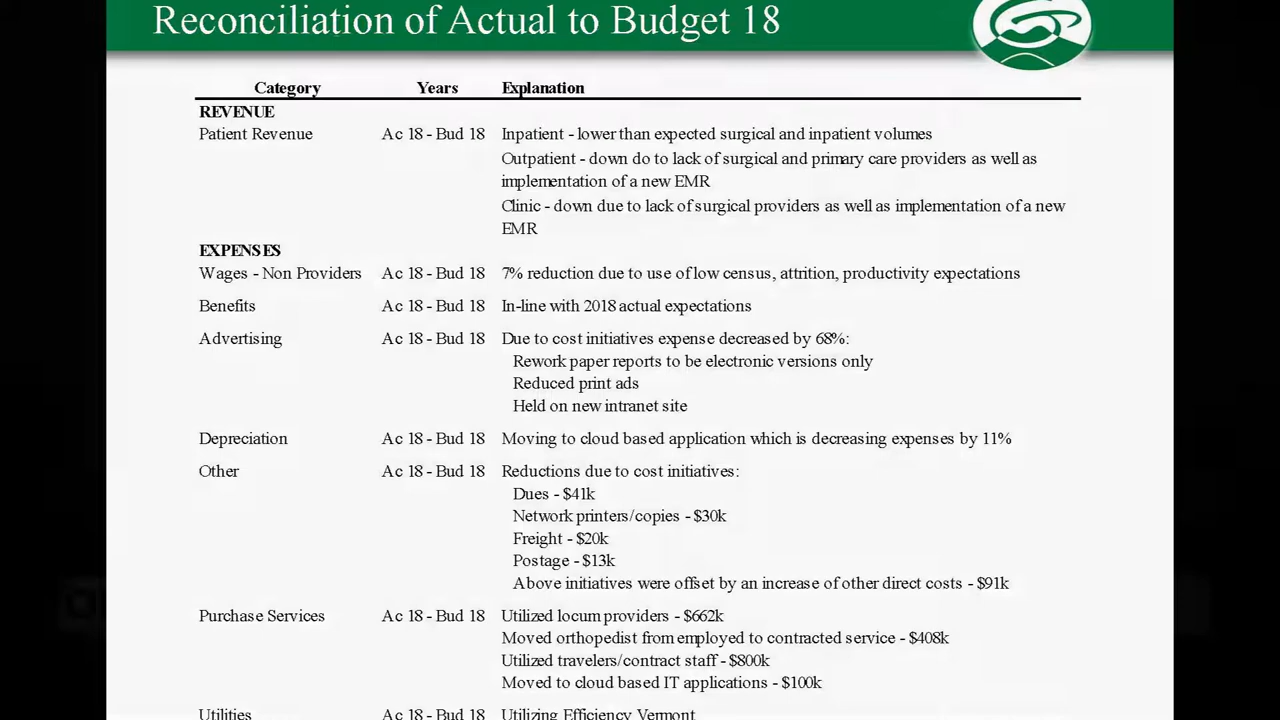 Reconciliation of Actual to Budget 18
Category Years Explanation
REVENUE
Patient Revenue Ac 18 - Bud 18 Inpatient - lower than expected surgical and inpatient volumes
Outpatient - down do to lack of surgical and primary care providers as well as
implementation of a new EMR
Clinic - down due to lack of surgical providers as well as implementation of a new
EMR
EXPENSES
Wages - Non Providers Ac 18 - Bud 18 7% reduction due to use of low census, attrition, productivity expectations
Benefits Ac 18 - Bud 18 In-line with 2018 actual expectations
Advertising Ac 18 - Bud 18 Due to cost initiatives expense decreased by 68%:
Rework paper reports to be electronic versions only
Reduced print ads
Held on new intranet site
Depreciation Ac 18 - Bud 18 Moving to cloud based application which is decreasing expenses by 11%
Other Ac 18 - Bud 18 Reductions due to cost initiatives:
Dues - $41k
Network printers/copies - $30k
Freight - $20k
Postage - $13k
Above initiatives were offset by an increase of other direct costs - $91k
Purchase Services Ac 18 - Bud 18 Utilized locum providers - $662k
Moved orthopedist from employed to contracted service - $408k
Utilized travelers/contract staff - $800k
Moved to cloud based IT applications - $100k
Utilities Ac 18 - Bud 18 Utilizing Efficiency Vermont